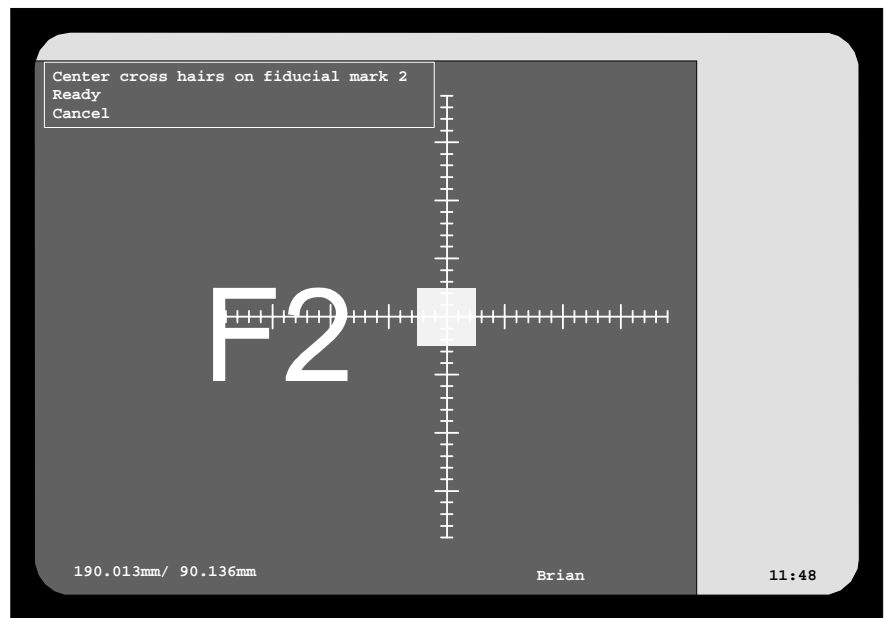 Center cross hairs on fiducial mark 2
Ready
Cancel
F2
190.013mm/ 90.136mm
Brian
11:48